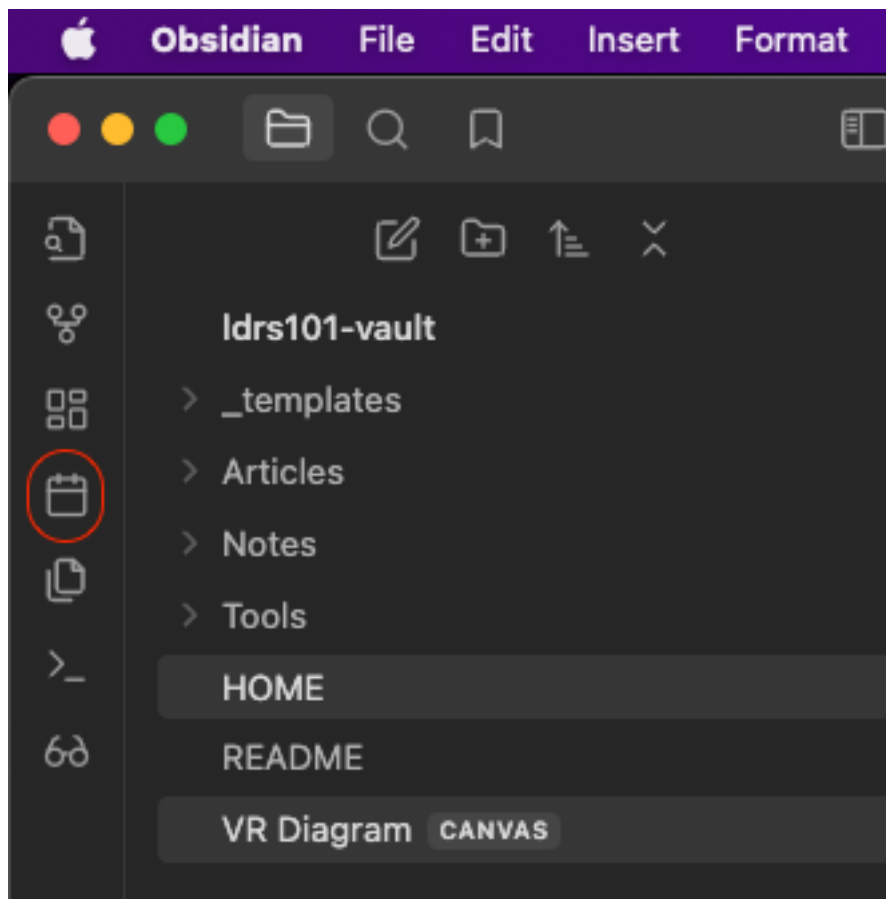 Obsidian File Edit Insert Format
ldrs101-vault
_templates
Articles
Notes
Tools
HOME
README
VR Diagram CANVAS